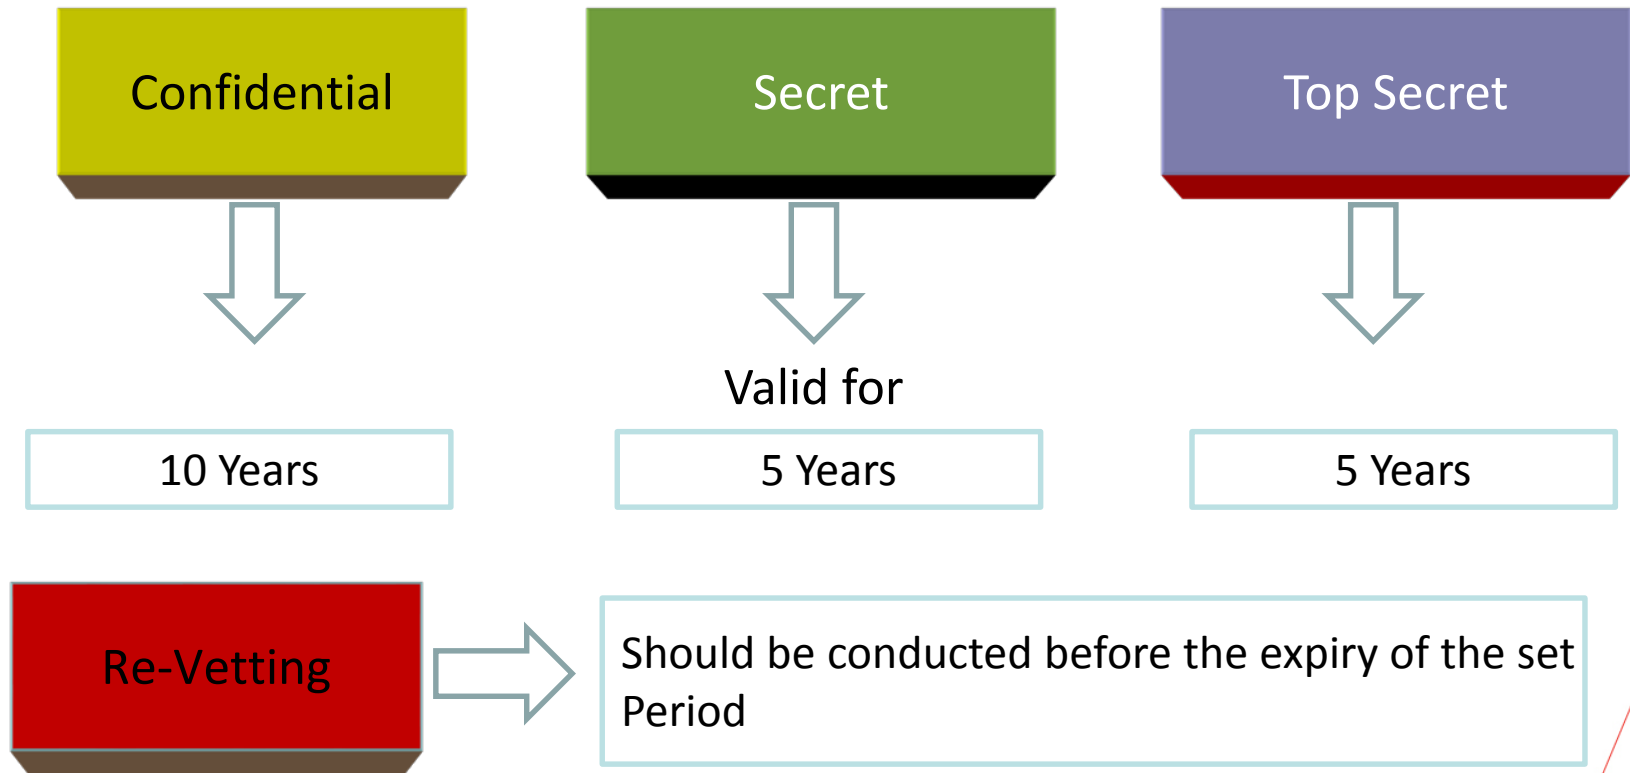 Confidential
Secret
Top Secret
Valid for
10 Years
5 Years
5 Years
Re-Vetting
Should be conducted before the expiry of the set
Period